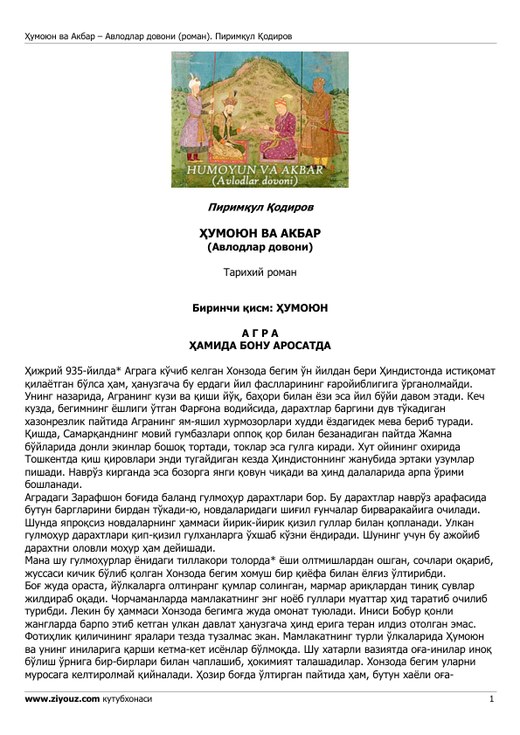 Ҳумоюн ва Акбар – Авлодлар довони (роман). Пиримқул Қодиров
HUMOYUN VA AKBAR
(Avlodlar dovoni)
Пиримқул Қодиров
ҲУМОЮН ВА АКБАР
(Авлодлар довони)
Тарихий роман
Биринчи қисм: ҲУМОЮН
А Г Р А
ҲАМИДА БОНУ АРОСАТДА
Ҳижрий 935-йилда* Аграга кўчиб келган Хонзода бегим ўн йилдан бери Ҳиндистонда истиқомат
қилаётган бўлса ҳам, ҳанузгача бу ердаги йил фаслларининг ғаройиблигига ўрганолмайди.
Унинг назарида, Агранинг кузи ва қиши йўқ, баҳори билан ёзи эса йил бўйи давом этади. Кеч
кузда, бегимнинг ёшлиги ўтган Фарғона водийсида, дарахтлар баргини дув тўкадиган
хазонрезлик пайтида Агранинг ям-яшил хурмозорлари худди ёздагидек мева бериб туради.
Қишда, Самарқанднинг мовий гумбазлари оппоқ қор билан безанадиган пайтда Жамна
бўйларида донли экинлар бошоқ тортади, токлар эса гулга киради. Хут ойининг охирида
Тошкентда қиш қировлари энди тугайдиган кезда Ҳиндистоннинг жанубида эртаки узумлар
пишади. Наврўз кирганда эса бозорга янги қовун чиқади ва ҳинд далаларида арпа ўрими
бошланади.
Аградаги Зарафшон боғида баланд гулмоҳур дарахтлари бор. Бу дарахтлар наврўз арафасида
бутун баргларини бирдан тўкади-ю, новдаларидаги шиғил ғунчалар бирваракайига очилади.
Шунда япроқсиз новдаларнинг ҳаммаси йирик-йирик қизил гуллар билан қопланади. Улкан
гулмоҳур дарахтлари қип-қизил гулханларга ўхшаб кўзни ёндиради. Шунинг учун бу ажойиб
дарахтни оловли моҳур ҳам дейишади.
Мана шу гулмоҳурлар ёнидаги тиллакори толорда* ёши олтмишлардан ошган, сочлари оқариб,
жуссаси кичик бўлиб қолган Хонзода бегим хомуш бир қиёфа билан ёлғиз ўлтирибди.
Боғ жуда ораста, йўлкаларга олтинранг қумлар солинган, мармар ариқлардан тиниқ сувлар
жилдираб оқади. Чорчаманларда мамлакатнинг энг ноёб гуллари муаттар ҳид таратиб очилиб
турибди. Лекин бу ҳаммаси Хонзода бегимга жуда омонат туюлади. Иниси Бобур қонли
жангларда барпо этиб кетган улкан давлат ҳанузгача ҳинд ерига теран илдиз отолган эмас.
Фотиҳлик қиличининг яралари тезда тузалмас экан. Мамлакатнинг турли ўлкаларида Ҳумоюн
ва унинг иниларига қарши кетма-кет исёнлар бўлмоқда. Шу хатарли вазиятда оға-инилар иноқ
бўлиш ўрнига бир-бирлари билан чаплашиб, ҳокимият талашадилар. Хонзода бегим уларни
муросага келтиролмай қийналади. Ҳозир боғда ўлтирган пайтида ҳам, бутун хаёли оға-
www.ziyouz.com кутубхонаси
1